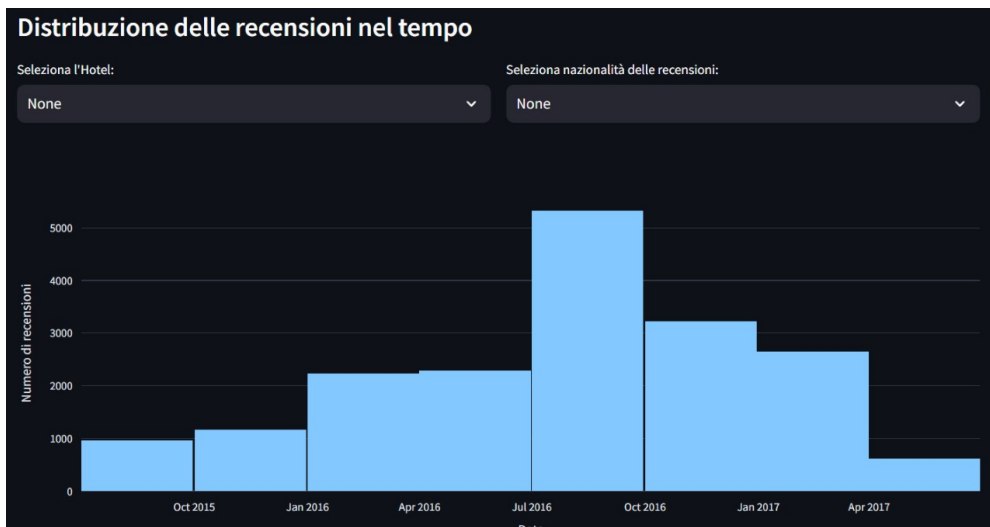 Distribuzione delle recensioni nel tempo
Seleziona l'Hotel:
Seleziona nazionalità delle recensioni:
None
None
5000
4000
3000
2000
1000
0
Numero di recensioni
Oct 2015
Jan 2016
Apr 2016
Jul 2016
Oct 2016
Jan 2017
Apr 2017